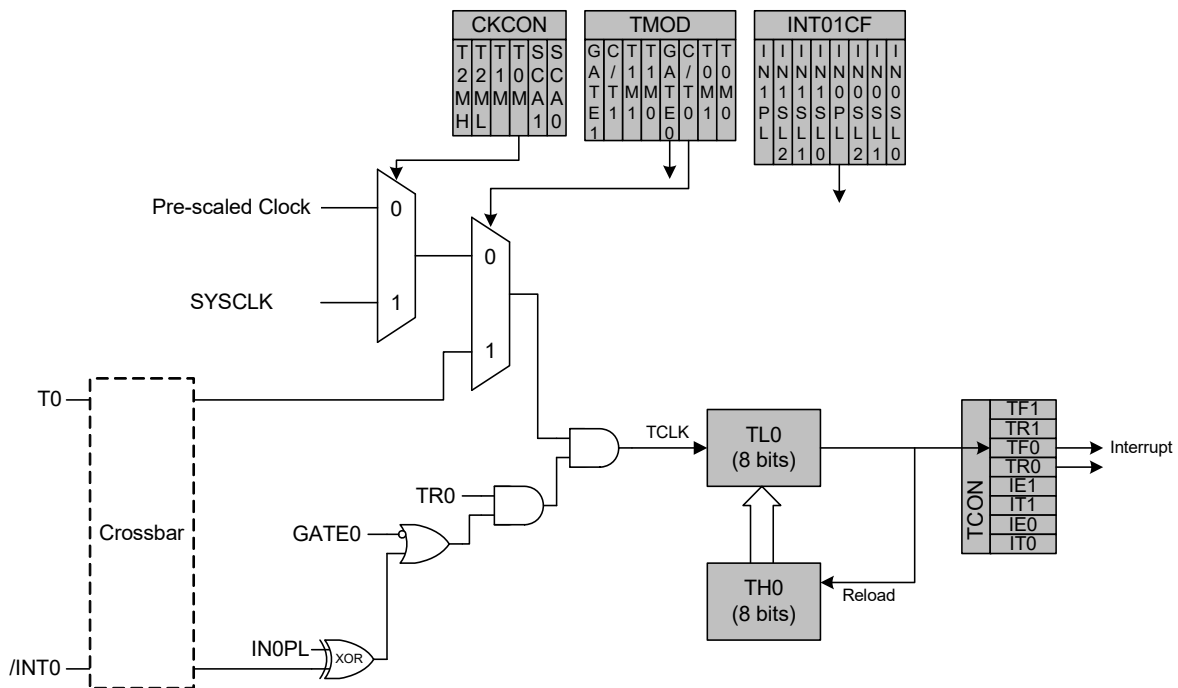 CKCON
T2MH T2ML T1M T0M SCA1 SCA0
TMOD
GATE1 C/T1 T1M1 T1M0 GATE0 C/T0 T0M1 T0M0
INT01CF
IN1PL IN1SL2 IN1SL1 IN1SL0 IN0PL IN0SL2 IN0SL1 IN0SL0
Pre-scaled Clock
0
SYSCLK
1
0
1
T0
Crossbar
/INT0
TR0
GATE0
IN0PL
XOR
TCLK
TL0
(8 bits)
TH0
(8 bits)
Reload
TCON
TF1
TR1
TF0
TR0
IE1
IT1
IE0
IT0
Interrupt